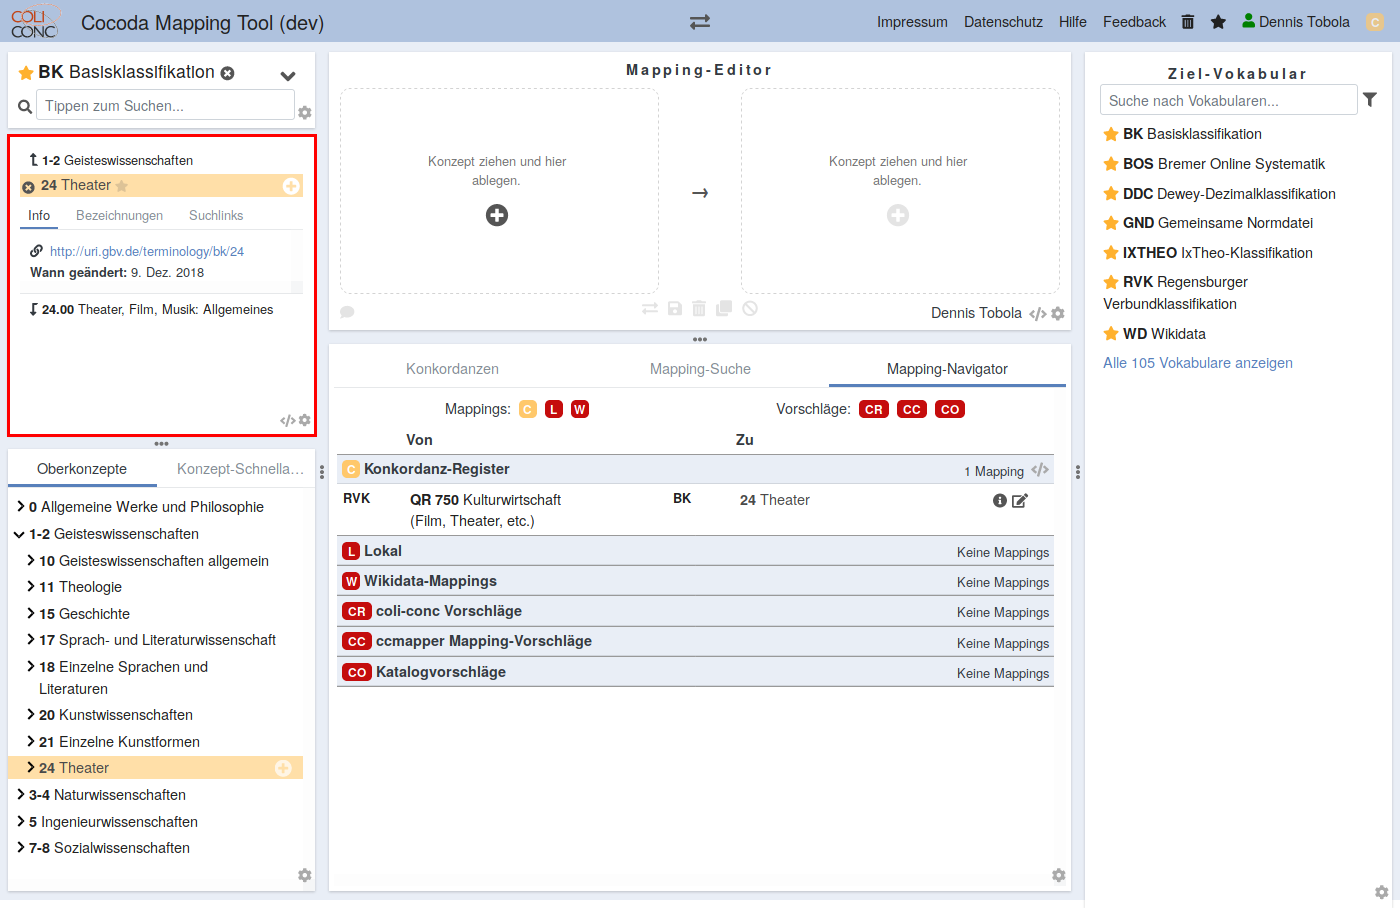 COLI
CONC
Cocoda Mapping Tool (dev)
Impressum Datenschutz Hilfe Feedback Dennis Tobola C
BK Basisklassifikation
Tippen zum Suchen...
1-2 Geisteswissenschaften
24 Theater
Info Bezeichnungen Suchlinks
http://uri.gbv.de/terminology/bk/24
Wann geändert: 9. Dez. 2018
24.00 Theater, Film, Musik: Allgemeines
</>
Oberkonzepte Konzept-Schnella…
0 Allgemeine Werke und Philosophie
1-2 Geisteswissenschaften
10 Geisteswissenschaften allgemein
11 Theologie
15 Geschichte
17 Sprach- und Literaturwissenschaft
18 Einzelne Sprachen und
Literaturen
20 Kunstwissenschaften
21 Einzelne Kunstformen
24 Theater
3-4 Naturwissenschaften
5 Ingenieurwissenschaften
7-8 Sozialwissenschaften
Mapping-Editor
Konzept ziehen und hier
ablegen.
→
Konzept ziehen und hier
ablegen.
Dennis Tobola </>
Konkordanzen Mapping-Suche Mapping-Navigator
Mappings: C L W Vorschläge: CR CC CO
Von Zu
C Konkordanz-Register 1 Mapping </>
RVK QR 750 Kulturwirtschaft BK 24 Theater
(Film, Theater, etc.)
L Lokal Keine Mappings
W Wikidata-Mappings Keine Mappings
CR coli-conc Vorschläge Keine Mappings
CC ccmapper Mapping-Vorschläge Keine Mappings
CO Katalogvorschläge Keine Mappings
Ziel-Vokabular
Suche nach Vokabularen...
BK Basisklassifikation
BOS Bremer Online Systematik
DDC Dewey-Dezimalklassifikation
GND Gemeinsame Normdatei
IXTHEO IxTheo-Klassifikation
RVK Regensburger
Verbundklassifikation
WD Wikidata
Alle 105 Vokabulare anzeigen